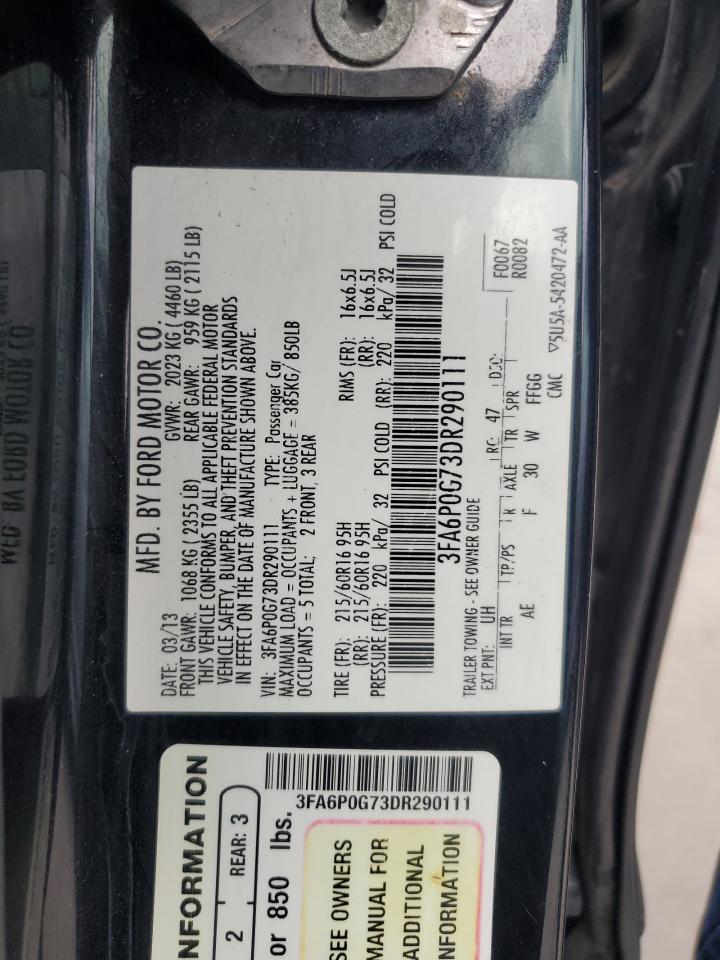 MFD. BY FORD MOTOR CO.
DATE: 03/13 GVWR: 2023 KG ( 4460 LB)
FRONT GAWR: 1068 KG ( 2355 LB) REAR GAWR: 959 KG ( 2115 LB)
THIS VEHICLE CONFORMS TO ALL APPLICABLE FEDERAL MOTOR
VEHICLE SAFETY, BUMPER, AND THEFT PREVENTION STANDARDS
IN EFFECT ON THE DATE OF MANUFACTURE SHOWN ABOVE.
VIN: 3FA6P0G73DR290111 TYPE: Passenger Car
MAXIMUM LOAD = OCCUPANTS + LUGGAGE = 385KG/ 850LB
OCCUPANTS = 5 TOTAL; 2 FRONT, 3 REAR
TIRE (FR): 215/60R16 95H RIMS (FR): 16x6.5J
(RR): 215/60R16 95H (RR): 16x6.5J
PRESSURE (FR): 220 kPa/ 32 PSI COLD (RR): 220 kPa/ 32 PSI COLD
3FA6P0G73DR290111
TRAILER TOWING - SEE OWNER GUIDE
EXT PNT: UH RC: 47 DSO: F0067
R0082
INT TR TP/PS R AXLE TR SPR
AE F 30 W FFGG
CMC ▽5U5A-5420472-AA
NFORMATION
2 REAR: 3
or 850 lbs.
3FA6P0G73DR290111
SEE OWNERS
MANUAL FOR
ADDITIONAL
INFORMATION